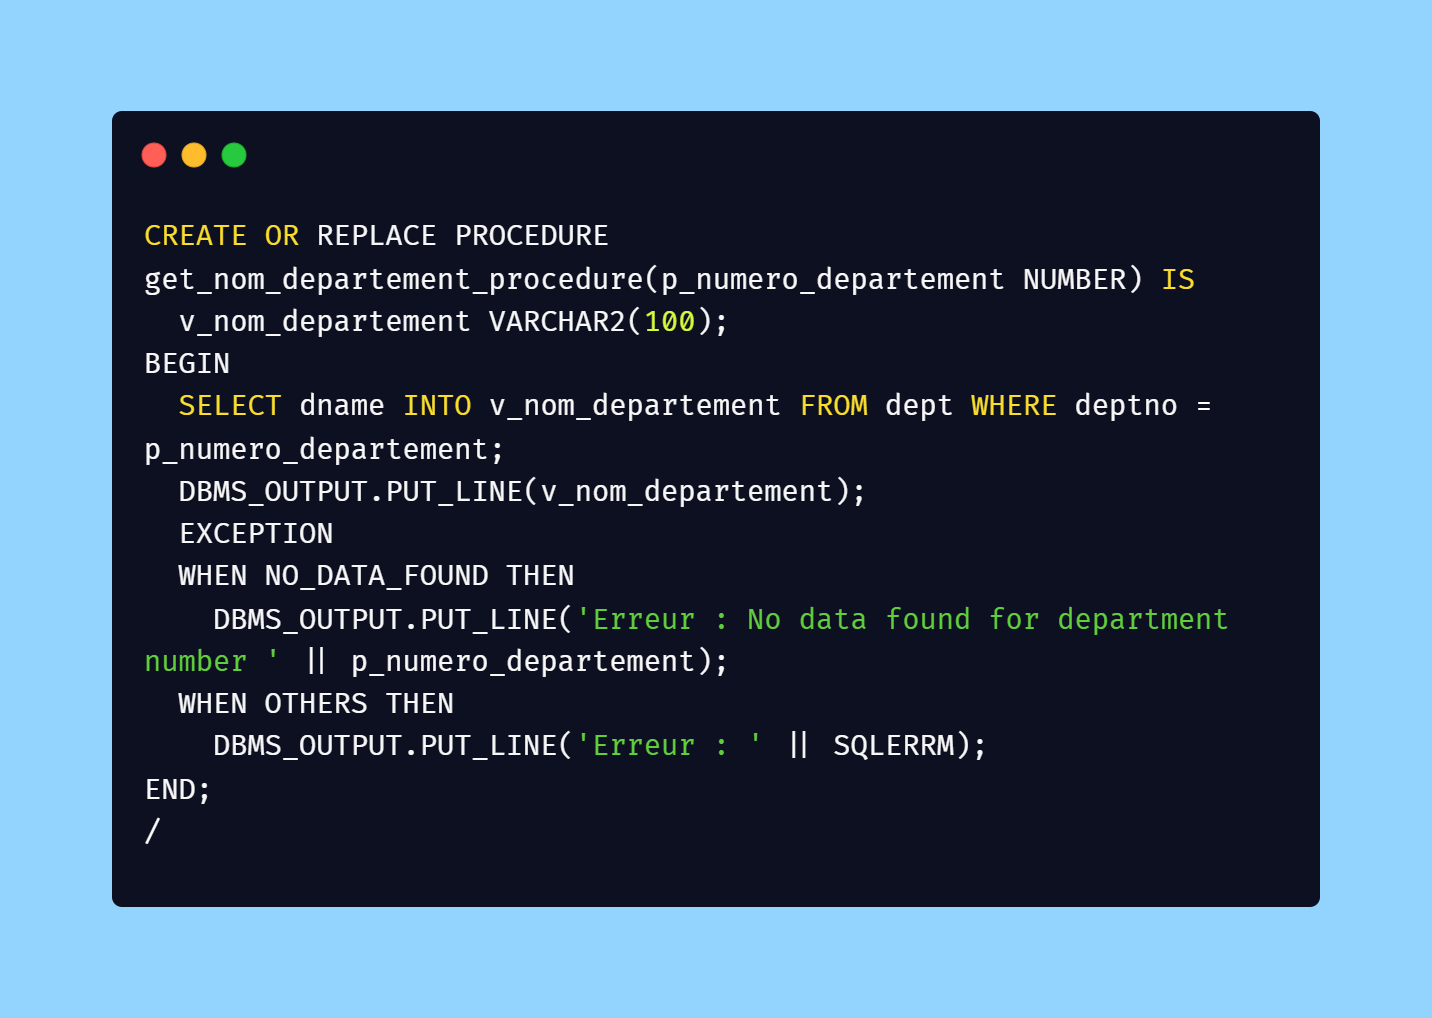 CREATE OR REPLACE PROCEDURE
get_nom_departement_procedure(p_numero_departement NUMBER) IS
  v_nom_departement VARCHAR2(100);
BEGIN
  SELECT dname INTO v_nom_departement FROM dept WHERE deptno =
p_numero_departement;
  DBMS_OUTPUT.PUT_LINE(v_nom_departement);
  EXCEPTION
  WHEN NO_DATA_FOUND THEN
    DBMS_OUTPUT.PUT_LINE('Erreur : No data found for department
number ' || p_numero_departement);
  WHEN OTHERS THEN
    DBMS_OUTPUT.PUT_LINE('Erreur : ' || SQLERRM);
END;
/